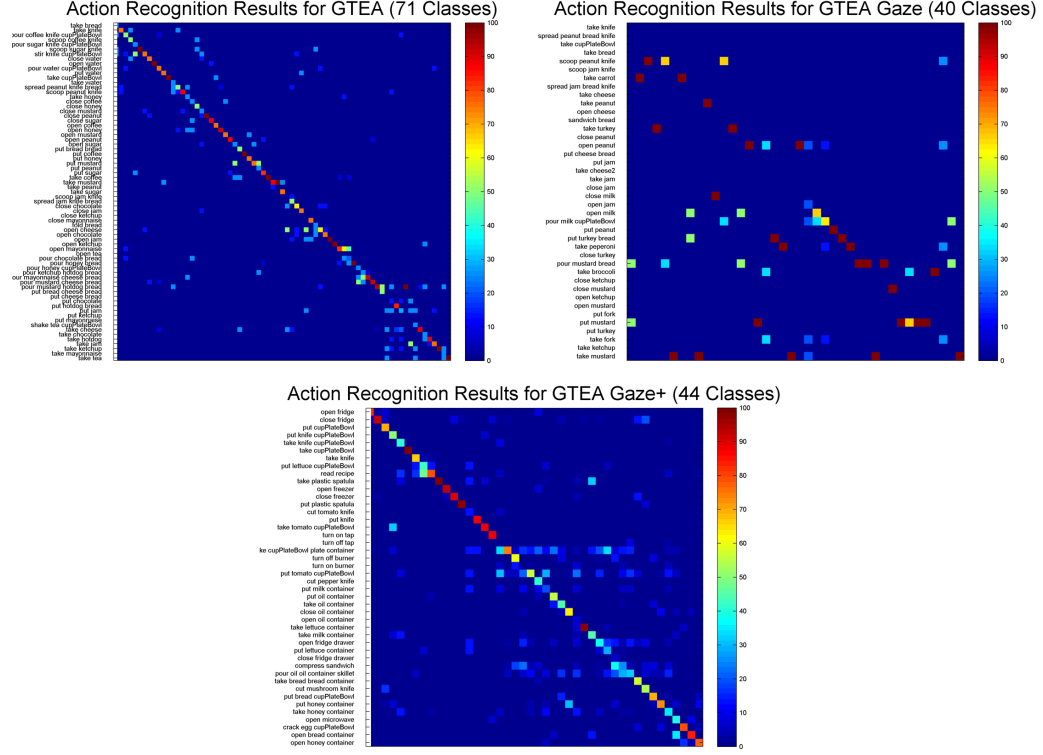 Action Recognition Results for GTEA (71 Classes)
take bread
take knife
pour coffee knife cupPlateBowl
scoop coffee knife
pour sugar knife cupPlateBowl
scoop sugar knife
stir knife cupPlateBowl
close water
open water
pour water cupPlateBowl
put water
take cupPlateBowl
take water
spread peanut knife bread
scoop peanut knife
take honey
close coffee
close honey
close mustard
close peanut
close sugar
open coffee
open honey
open mustard
open peanut
open sugar
put bread bread
put coffee
put honey
put mustard
put peanut
put sugar
take coffee
take mustard
take peanut
take sugar
scoop jam knife
spread jam knife bread
close chocolate
close jam
close ketchup
close mayonnaise
fold bread
open cheese
open chocolate
open jam
open ketchup
open mayonnaise
open tea
pour chocolate bread
pour honey bread
pour honey cupPlateBowl
pour ketchup hotdog bread
our mayonnaise cheese bread
pour mustard cheese bread
pour mustard hotdog bread
put bread cheese bread
put cheese bread
put chocolate
put hotdog bread
put jam
put ketchup
put mayonnaise
shake tea cupPlateBowl
take cheese
take chocolate
take hotdog
take jam
take ketchup
take mayonnaise
take tea
100
90
80
70
60
50
40
30
20
10
0
Action Recognition Results for GTEA Gaze (40 Classes)
take knife
spread peanut bread knife
take cupPlateBowl
take bread
scoop peanut knife
scoop jam knife
take carrot
spread jam bread knife
take cheese
take peanut
open cheese
sandwich bread
take turkey
close peanut
open peanut
put cheese bread
put jam
take cheese2
take jam
close jam
close milk
open jam
open milk
pour milk cupPlateBowl
put peanut
put turkey bread
take peperoni
close turkey
pour mustard bread
take broccoli
close ketchup
close mustard
open ketchup
open mustard
put fork
put mustard
put turkey
take fork
take ketchup
take mustard
100
90
80
70
60
50
40
30
20
10
0
Action Recognition Results for GTEA Gaze+ (44 Classes)
open fridge
close fridge
put cupPlateBowl
put knife cupPlateBowl
take knife cupPlateBowl
take cupPlateBowl
take knife
put lettuce cupPlateBowl
read recipe
take plastic spatula
open freezer
close freezer
put plastic spatula
cut tomato knife
put knife
take tomato cupPlateBowl
turn on tap
turn off tap
ke cupPlateBowl plate container
turn off burner
turn on burner
put tomato cupPlateBowl
cut pepper knife
put milk container
put oil container
take oil container
close oil container
open oil container
take lettuce container
take milk container
open fridge drawer
put lettuce container
close fridge drawer
compress sandwich
pour oil oil container skillet
take bread bread container
cut mushroom knife
put bread cupPlateBowl
put honey container
take honey container
open microwave
crack egg cupPlateBowl
open bread container
open honey container
100
90
80
70
60
50
40
30
20
10
0